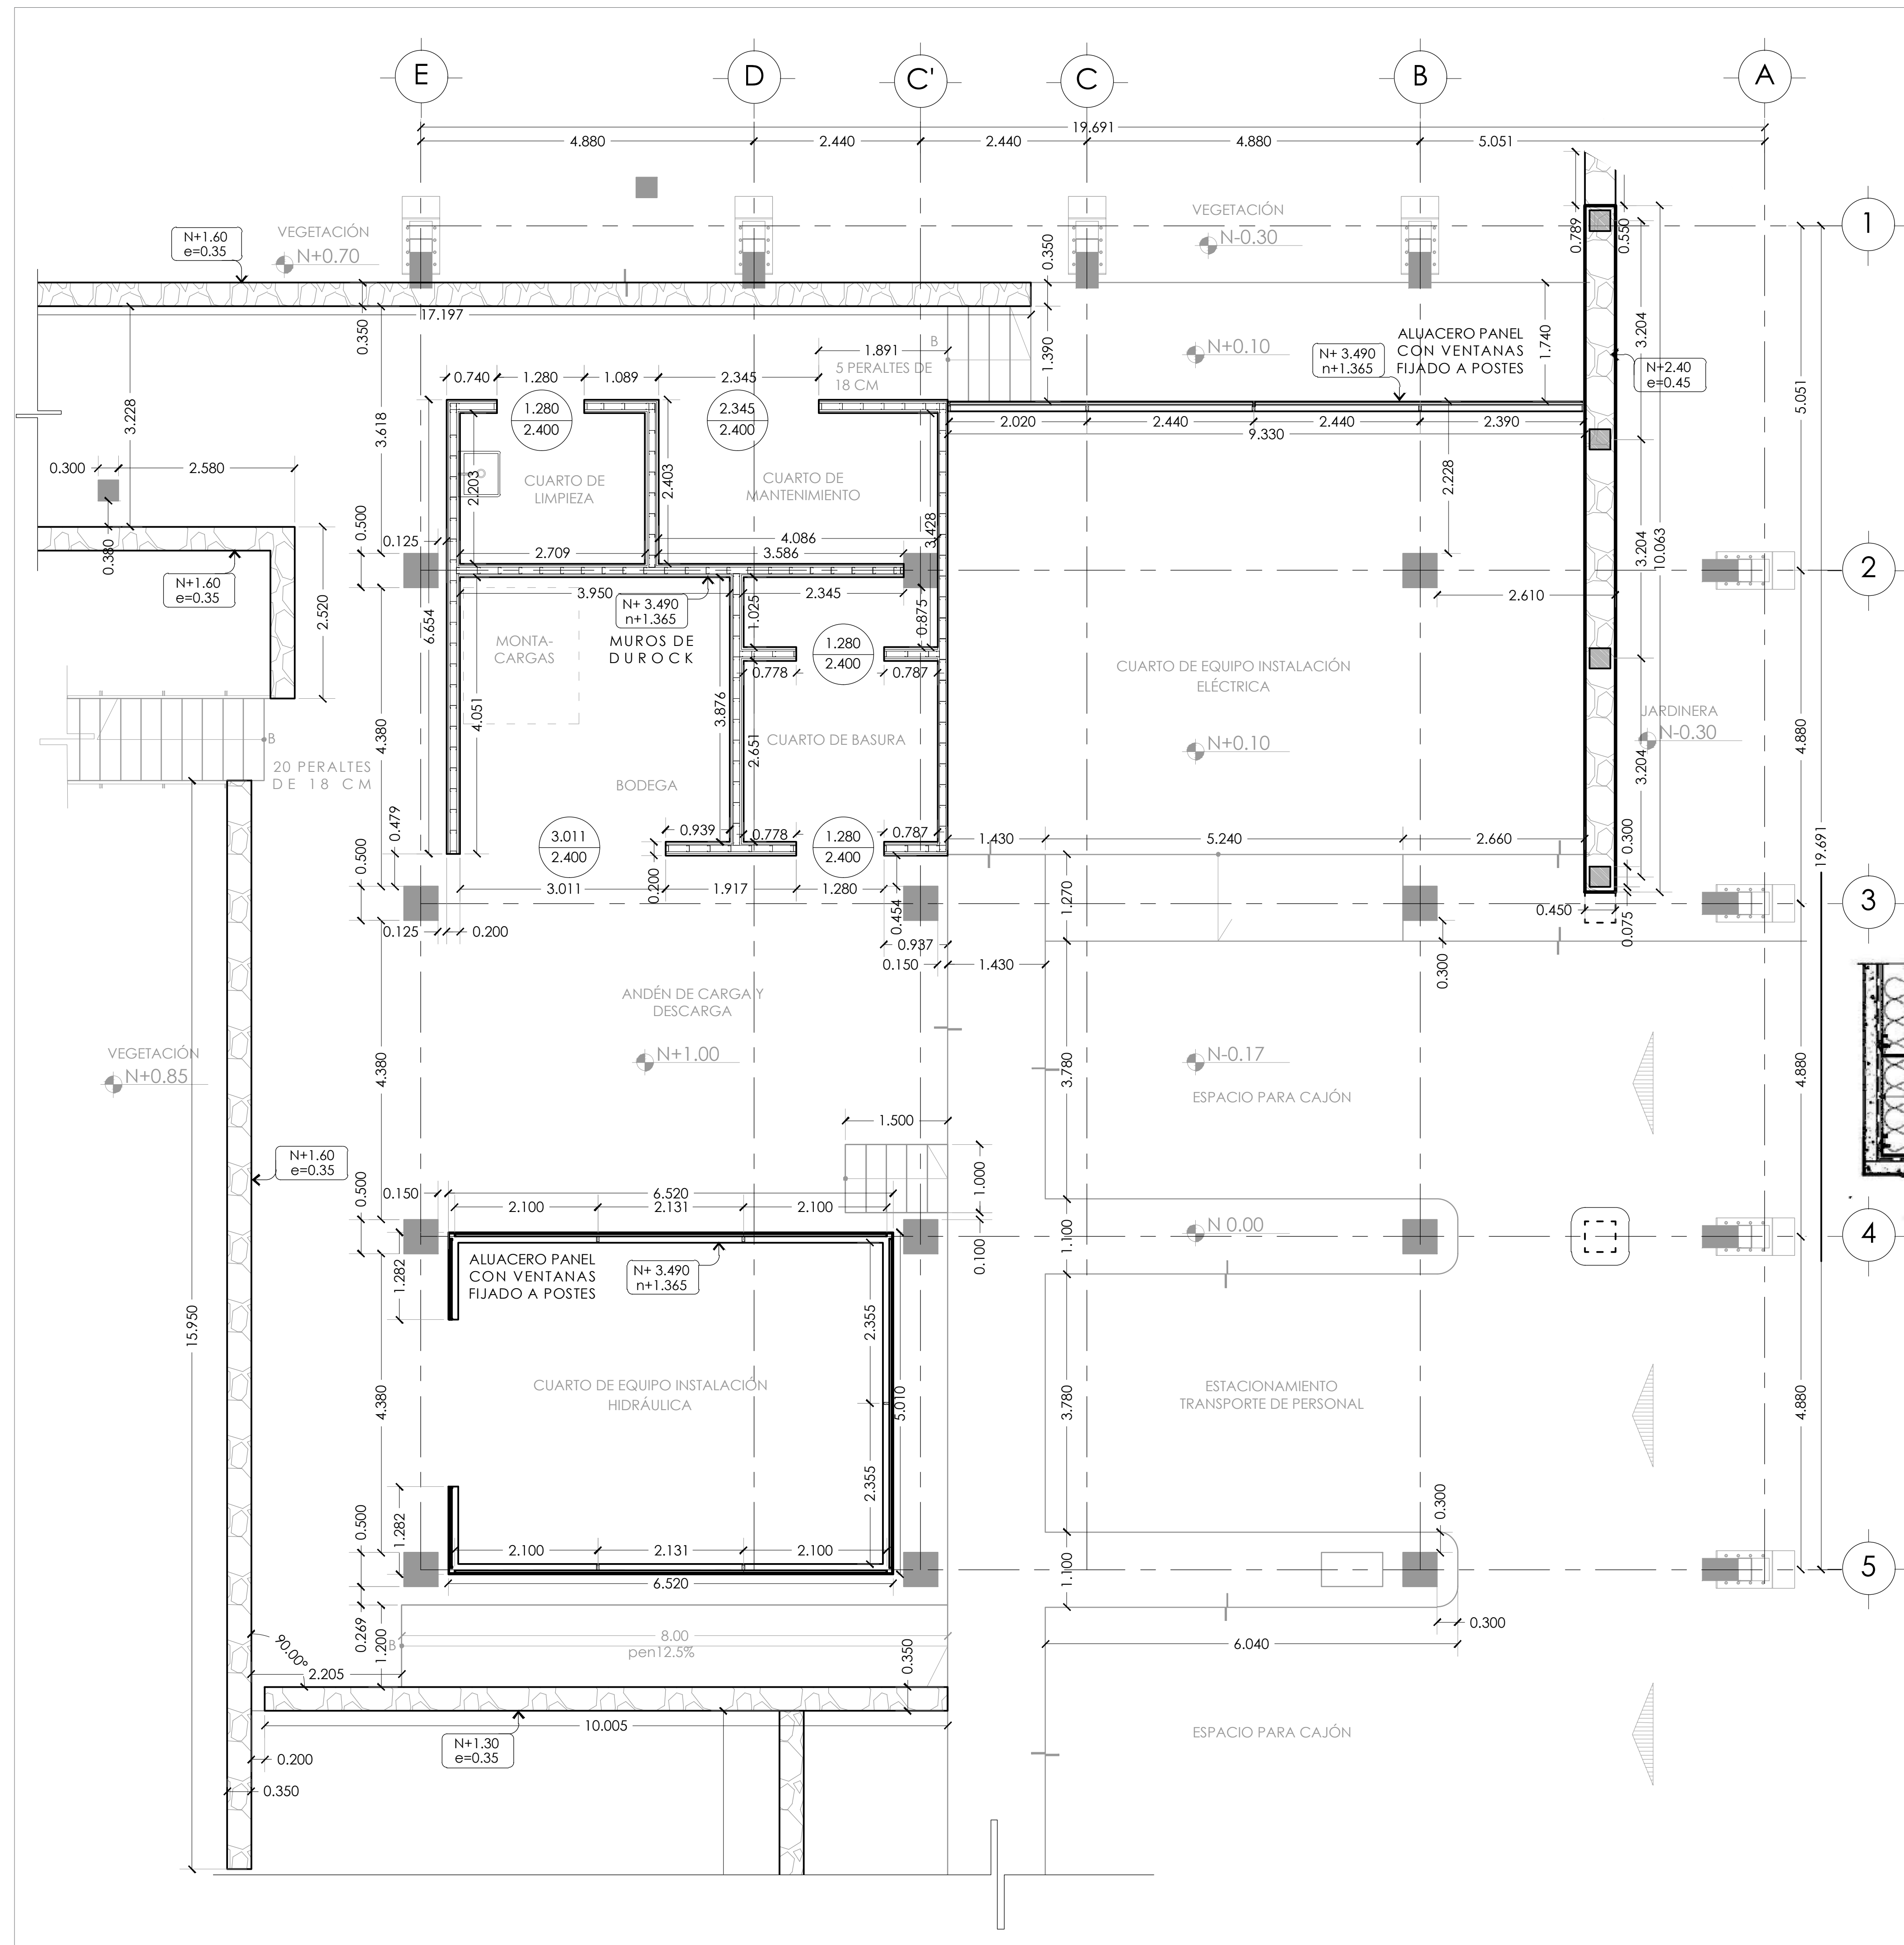 E
D
C'
C
B
A
19.691
4.880
2.440
2.440
4.880
5.051
1
VEGETACIÓN
N-0.30
0.789
0.550
N+1.60
e=0.35
VEGETACIÓN
N+0.70
0.350
17.197
0.350
1.891
B
5 PERALTES DE
18 CM
1.390
N+0.10
ALUACERO PANEL
CON VENTANAS
FIJADO A POSTES
N+ 3.490
n+1.365
1.740
3.204
N+2.40
e=0.45
5.051
0.740
1.280
1.089
2.345
3.228
3.618
1.280
2.400
2.345
2.400
2.020
2.440
2.440
2.390
9.330
0.300
2.580
2.203
CUARTO DE
LIMPIEZA
2.403
CUARTO DE
MANTENIMIENTO
3.428
2.228
0.380
0.500
0.125
2.709
4.086
3.586
3.204
10.063
2
N+1.60
e=0.35
2.520
6.654
3.950
N+ 3.490
n+1.365
1.025
2.345
0.875
2.610
MONTA-
CARGAS
MUROS DE
DUROCK
1.280
2.400
0.778
0.787
CUARTO DE EQUIPO INSTALACIÓN
ELÉCTRICA
4.380
4.051
3.876
2.651
CUARTO DE BASURA
N+0.10
JARDINERA
N-0.30
4.880
B
20 PERALTES
DE 18 CM
BODEGA
3.204
0.479
3.011
2.400
0.939
0.778
1.280
2.400
0.787
1.430
5.240
2.660
0.300
19.691
0.500
3.011
0.200
1.917
1.280
0.454
1.270
0.450
0.075
3
0.125
0.200
0.937
0.150
1.430
0.300
ANDÉN DE CARGA Y
DESCARGA
N+1.00
VEGETACIÓN
N+0.85
4.380
3.780
N-0.17
ESPACIO PARA CAJÓN
4.880
1.500
N+1.60
e=0.35
0.500
0.150
6.520
2.100
2.131
2.100
1.000
0.100
1.100
N 0.00
4
1.282
ALUACERO PANEL
CON VENTANAS
FIJADO A POSTES
N+ 3.490
n+1.365
2.355
15.950
4.380
CUARTO DE EQUIPO INSTALACIÓN
HIDRÁULICA
5.010
3.780
ESTACIONAMIENTO
TRANSPORTE DE PERSONAL
4.880
2.355
0.500
1.282
2.100
2.131
2.100
6.520
1.100
0.300
5
0.269
1.200
B
8.00
pen12.5%
0.350
6.040
0.300
90.00°
2.205
10.005
N+1.30
e=0.35
0.200
0.350
ESPACIO PARA CAJÓN